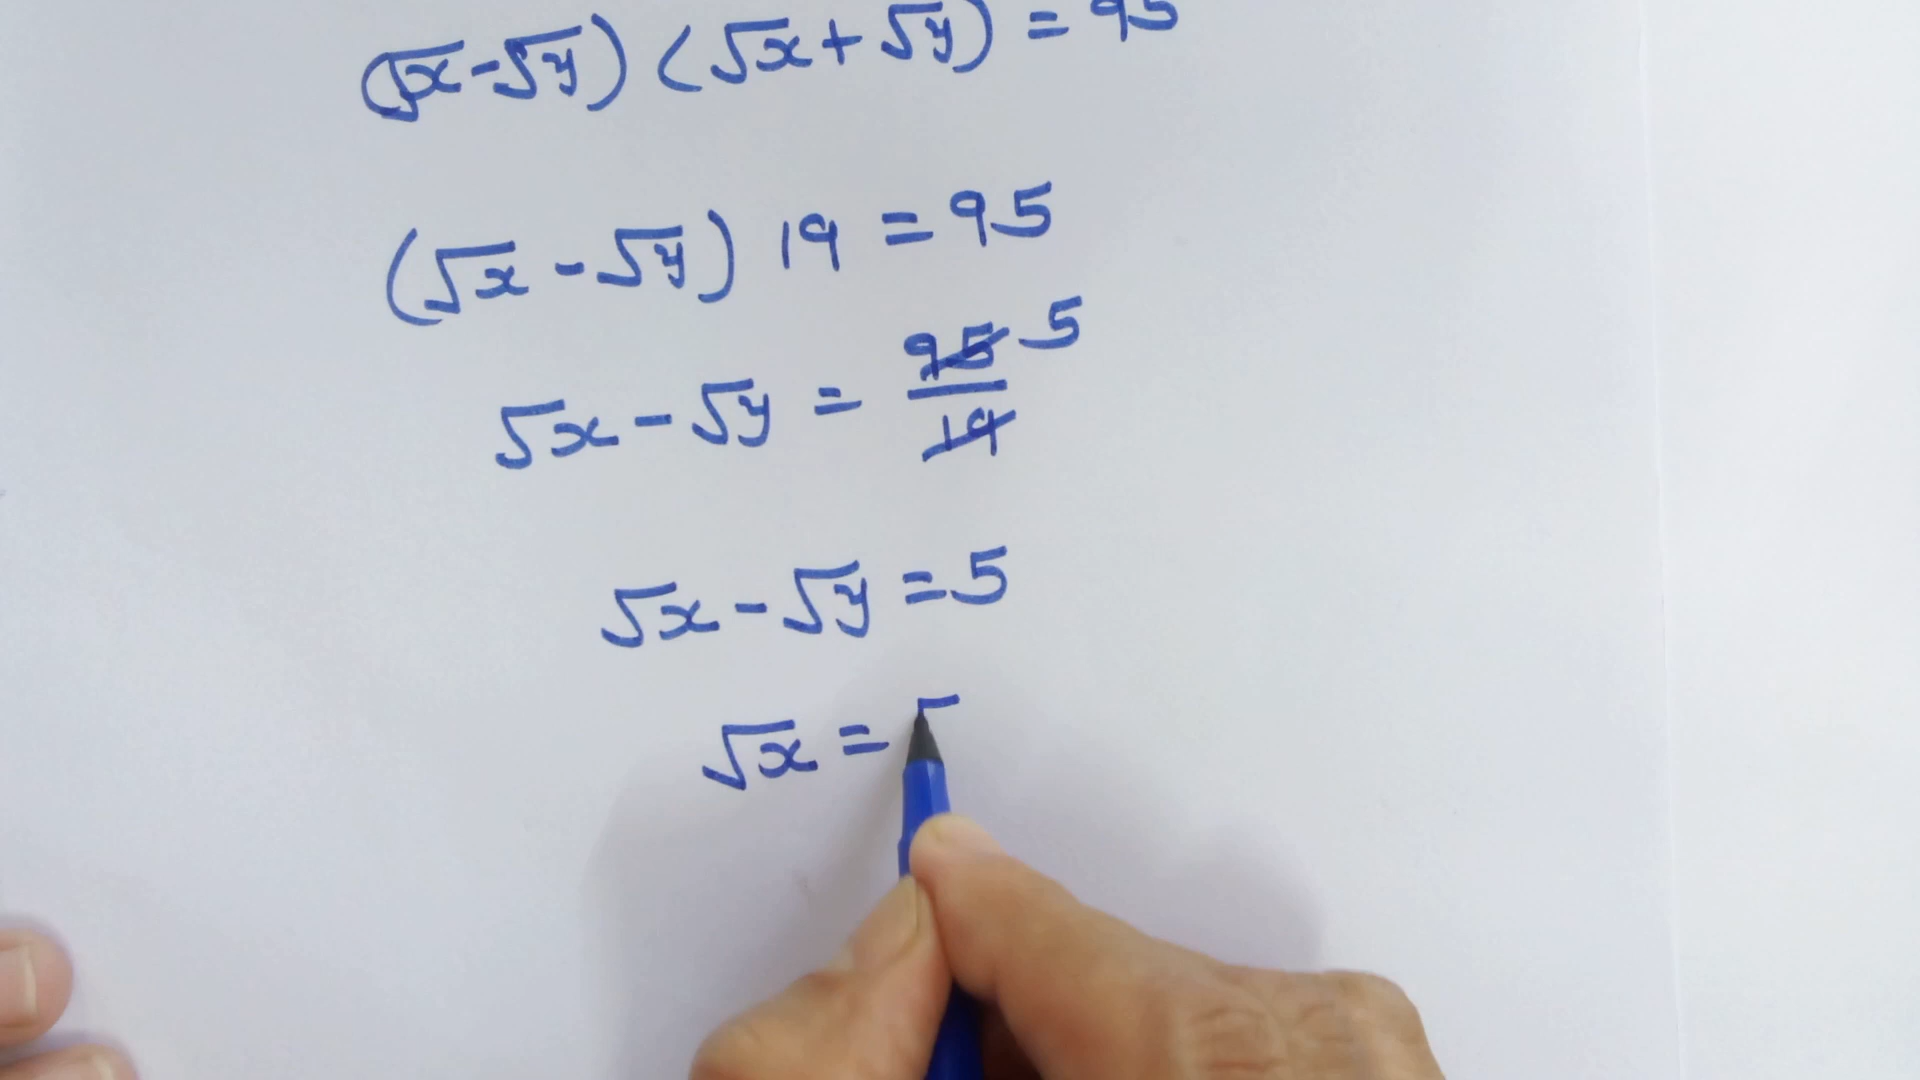 (√x-√y) (√x+√y) = 95
(√x-√y) 19 = 95
√x-√y = 95/19 5
√x-√y = 5
√x =